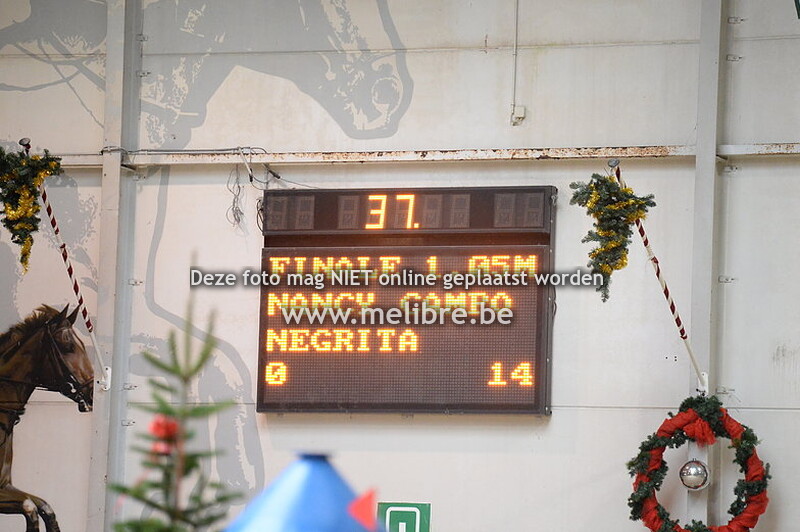 37.
FINALE 1.05M
Deze foto mag NIET online geplaatst worden
NANCY
www.melibre.be
NEGRITA
0 14